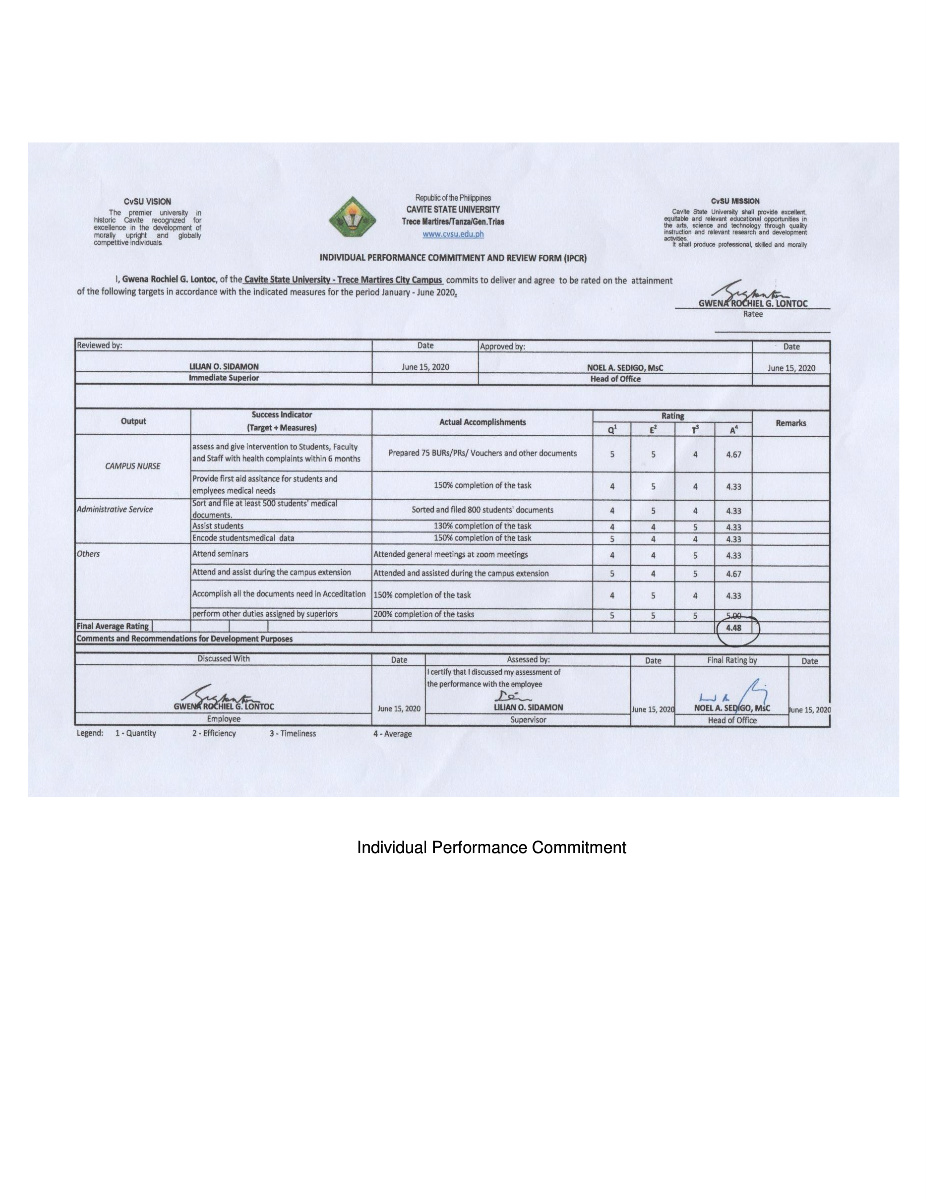 CvSU VISION
The premier university in
historic Cavite recognized for
excellence in the development of
morally upright and globally
competitive individuals.
Republic of the Philippines
CAVITE STATE UNIVERSITY
Trece Martires/Tanza/Gen.Trias
www.cvsu.edu.ph
CvSU MISSION
Cavite State University shall provide excellent,
equitable and relevant educational opportunities in
the arts, science and technology through quality
instruction and relevant research and development
activities.
It shall produce professional, skilled and morally
INDIVIDUAL PERFORMANCE COMMITMENT AND REVIEW FORM (IPCR)
I, Gwena Rochiel G. Lontoc, of the Cavite State University - Trece Martires City Campus commits to deliver and agree to be rated on the attainment
of the following targets in accordance with the indicated measures for the period January - June 2020.
GWENA ROCHIEL G. LONTOC
Ratee
Reviewed by: Date Approved by: Date
LILIAN O. SIDAMON June 15, 2020 NOEL A. SEDIGO, MsC June 15, 2020
Immediate Superior Head of Office
Output Success Indicator (Target + Measures) Actual Accomplishments Rating Remarks
Q1 E2 T3 A4
CAMPUS NURSE
assess and give intervention to Students, Faculty
and Staff with health complaints within 6 months Prepared 75 BURs/PRs/ Vouchers and other documents 5 5 4 4.67
Provide first aid assitance for students and
emplyees medical needs 150% completion of the task 4 5 4 4.33
Administrative Service Sort and file at least 500 students' medical
documents. Sorted and filed 800 students' documents 4 5 4 4.33
Assist students 130% completion of the task 4 4 5 4.33
Encode studentsmedical data 150% completion of the task 5 4 4 4.33
Others Attend seminars Attended general meetings at zoom meetings 4 4 5 4.33
Attend and assist during the campus extension Attended and assisted during the campus extension 5 4 5 4.67
Accomplish all the documents need in Acceditation 150% completion of the task 4 5 4 4.33
perform other duties assigned by superiors 200% completion of the tasks 5 5 5 5.00
Final Average Rating 4.48
Comments and Recommendations for Development Purposes
Discussed With Date Assessed by: Date Final Rating by Date
I certify that I discussed my assessment of
the performance with the employee
GWENA ROCHIEL G. LONTOC June 15, 2020 LILIAN O. SIDAMON June 15, 2020 NOEL A. SEDIGO, MsC June 15, 2020
Employee Supervisor Head of Office
Legend: 1 - Quantity 2 - Efficiency 3 - Timeliness 4 - Average
Individual Performance Commitment